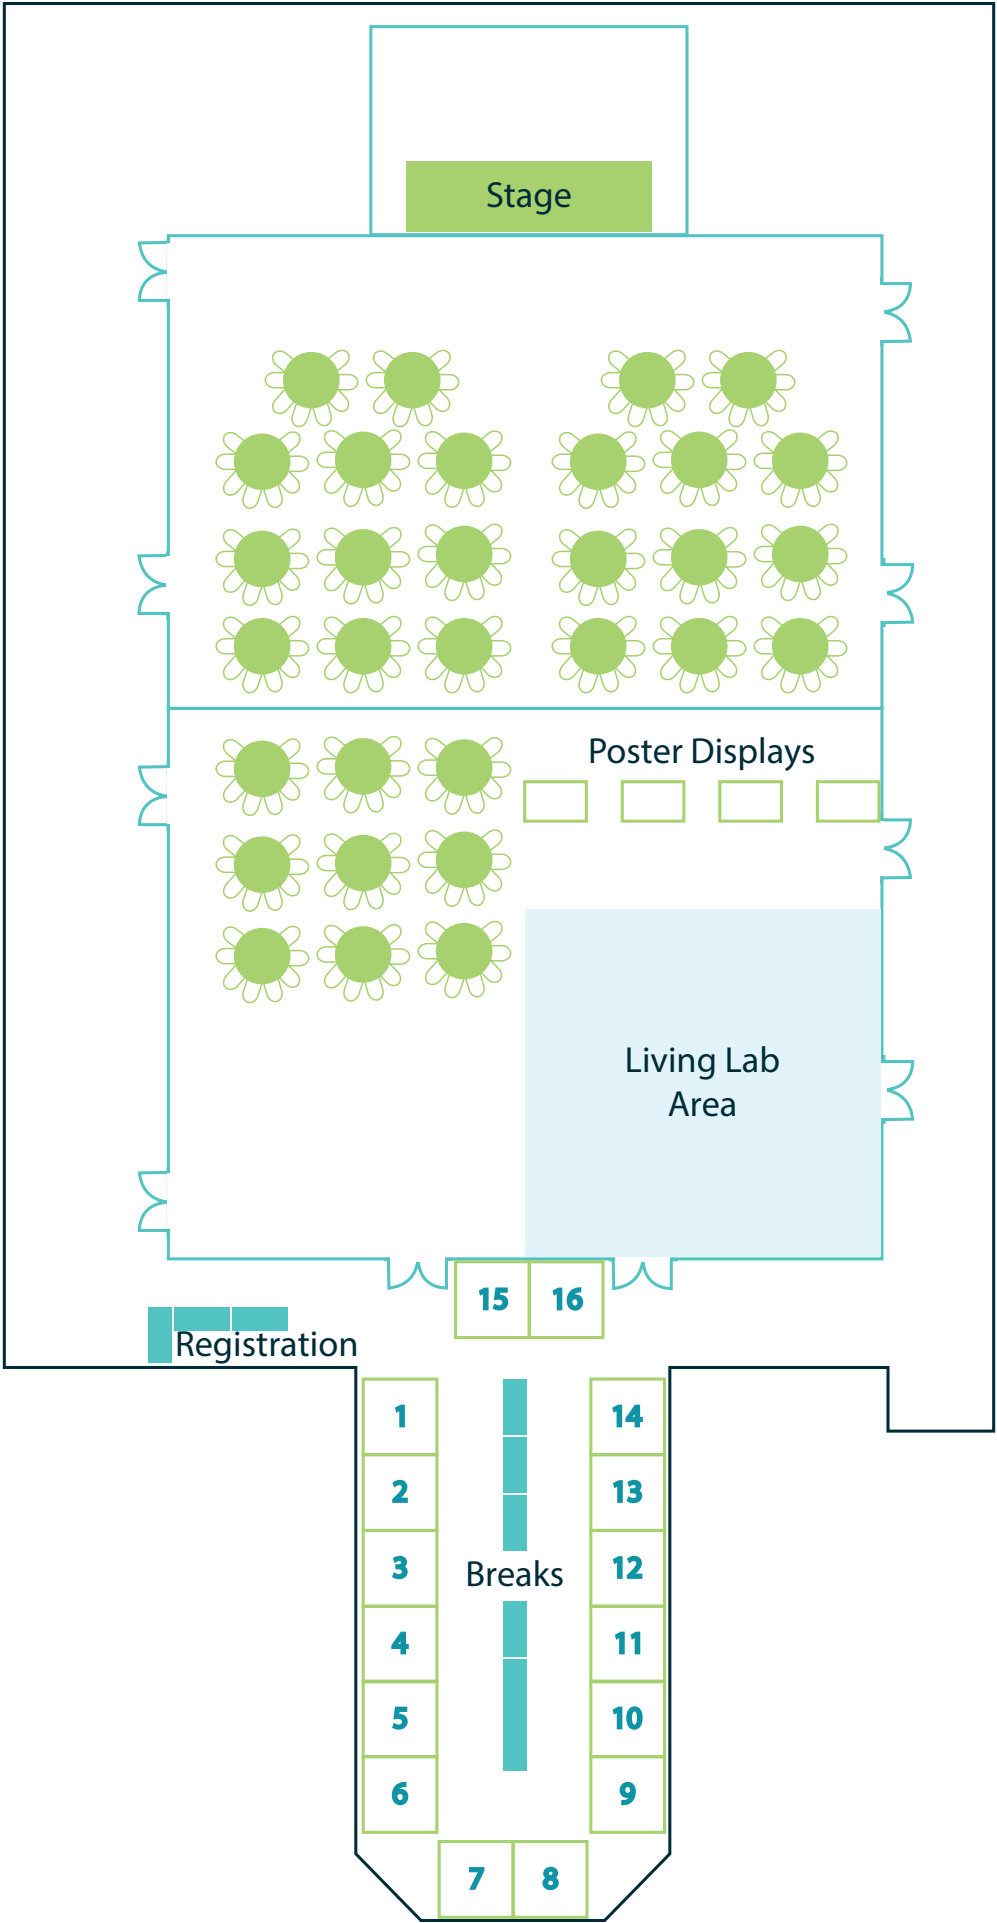 Stage
Poster Displays
Living Lab
Area
15 16
Registration
1 14
2 13
3 12
Breaks
4 11
5 10
6 9
7 8